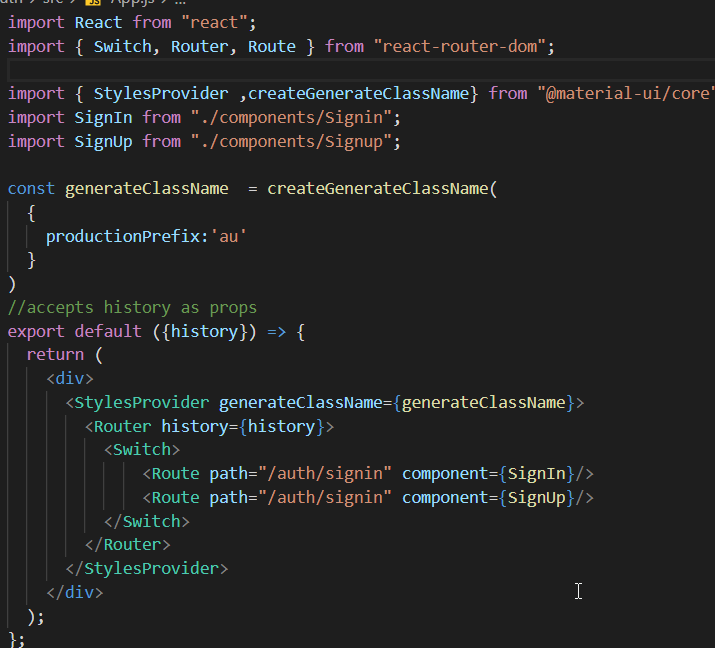 src > JS App.js > ...
import React from "react";
import { Switch, Router, Route } from "react-router-dom";
import { StylesProvider ,createGenerateClassName} from "@material-ui/core"
import SignIn from "./components/Signin";
import SignUp from "./components/Signup";
const generateClassName  = createGenerateClassName(
  {
    productionPrefix:'au'
  }
)
//accepts history as props
export default ({history}) => {
  return (
    <div>
      <StylesProvider generateClassName={generateClassName}>
        <Router history={history}>
          <Switch>
              <Route path="/auth/signin" component={SignIn}/>
              <Route path="/auth/signin" component={SignUp}/>
          </Switch>
        </Router>
      </StylesProvider>
    </div>
  );
};